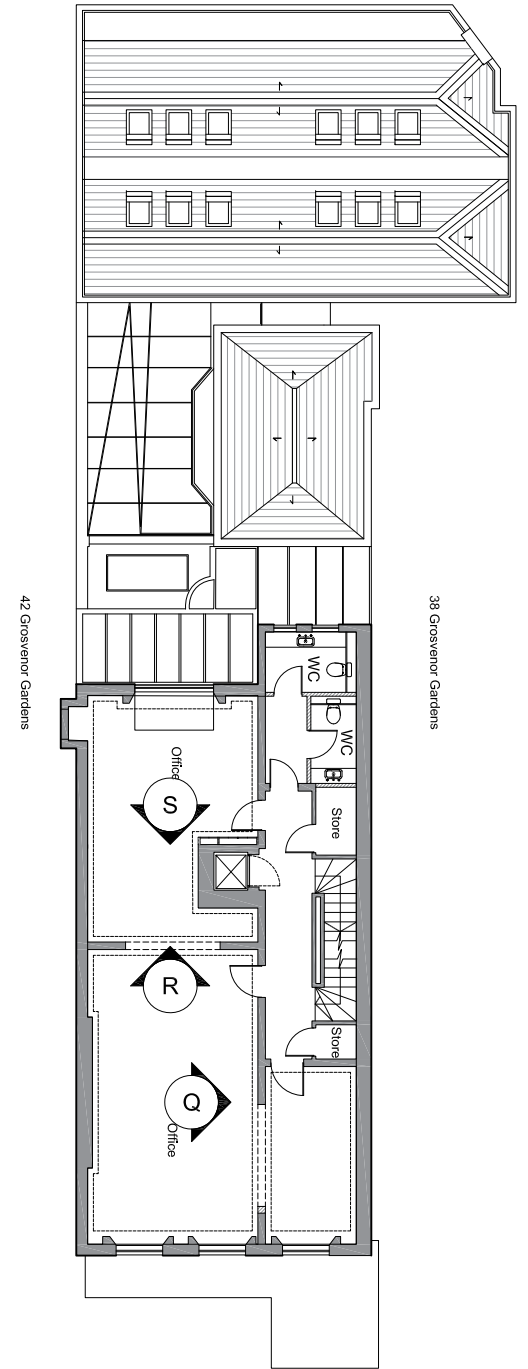 38 Grosvenor Gardens
42 Grosvenor Gardens
WC
WC
Office
S
Store
R
Store
Q
Office